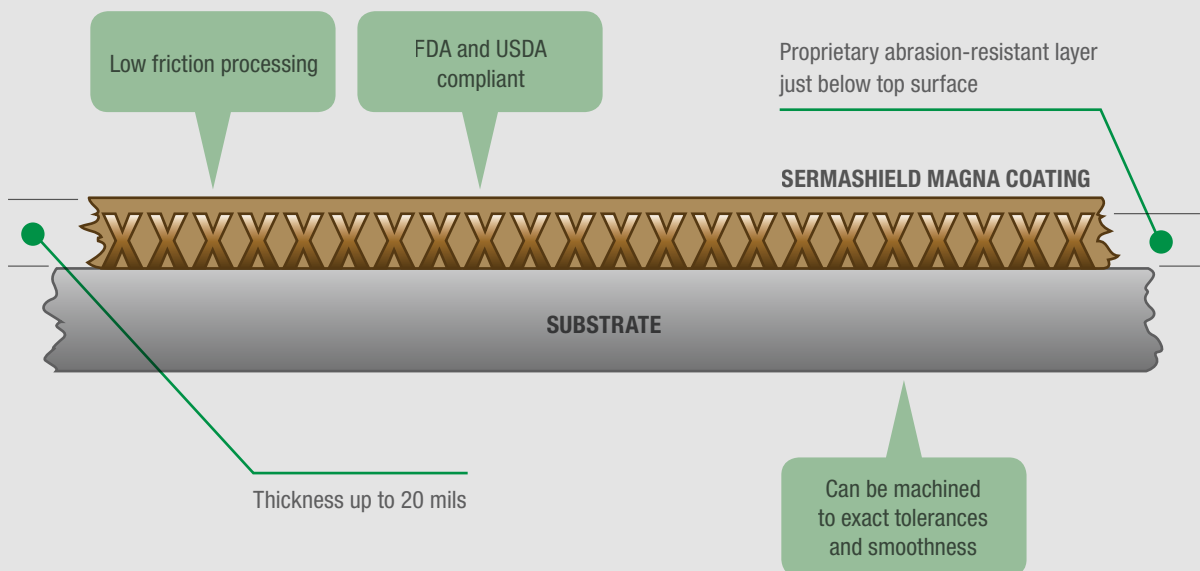 Low friction processing
FDA and USDA
compliant
Proprietary abrasion-resistant layer
just below top surface
SERMASHIELD MAGNA COATING
SUBSTRATE
Thickness up to 20 mils
Can be machined
to exact tolerances
and smoothness